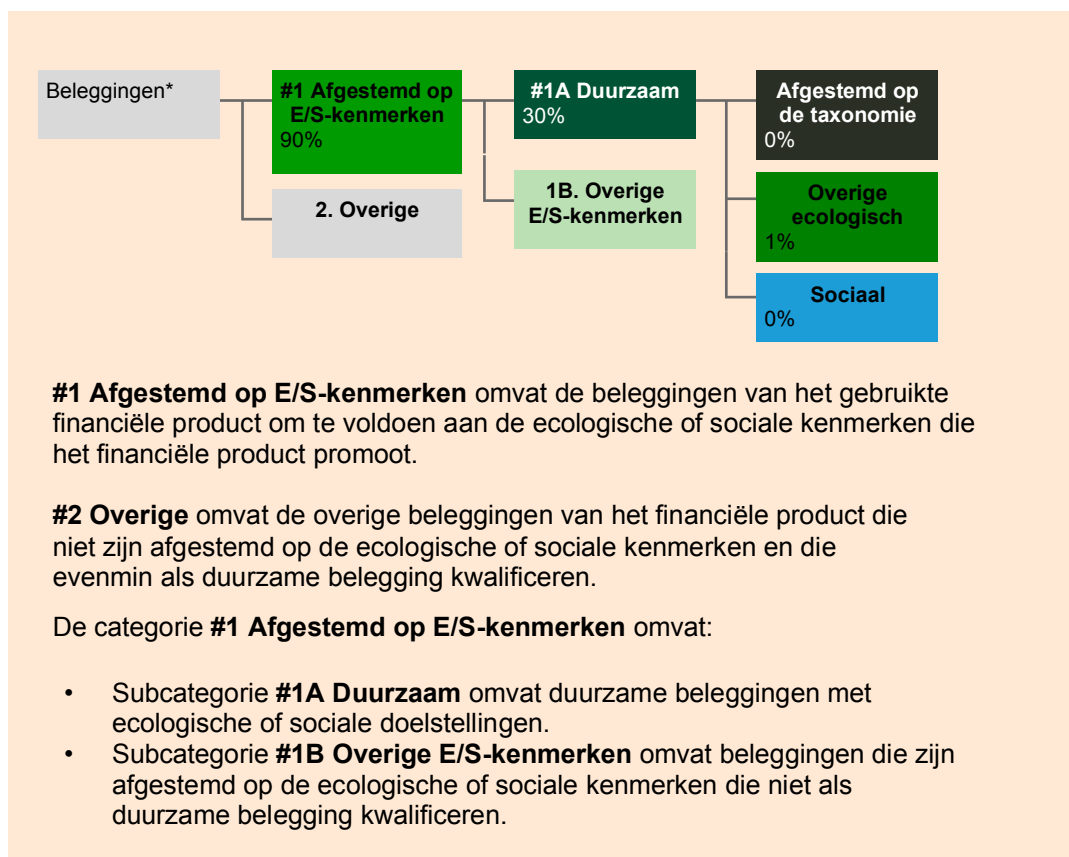 Beleggingen*
#1 Afgestemd op
E/S-kenmerken
90%
2. Overige
#1A Duurzaam
30%
1B. Overige
E/S-kenmerken
Afgestemd op
de taxonomie
0%
Overige
ecologisch
1%
Sociaal
0%
#1 Afgestemd op E/S-kenmerken omvat de beleggingen van het gebruikte
financiële product om te voldoen aan de ecologische of sociale kenmerken die
het financiële product promoot.
#2 Overige omvat de overige beleggingen van het financiële product die
niet zijn afgestemd op de ecologische of sociale kenmerken en die
evenmin als duurzame belegging kwalificeren.
De categorie #1 Afgestemd op E/S-kenmerken omvat:
• Subcategorie #1A Duurzaam omvat duurzame beleggingen met
ecologische of sociale doelstellingen.
• Subcategorie #1B Overige E/S-kenmerken omvat beleggingen die zijn
afgestemd op de ecologische of sociale kenmerken die niet als
duurzame belegging kwalificeren.